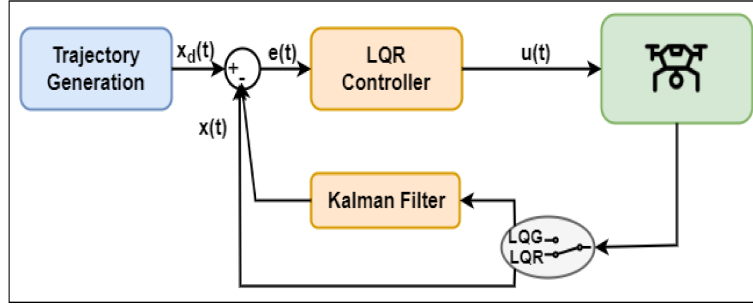 Trajectory
Generation
x_d(t)
+
-
e(t)
LQR
Controller
u(t)
x(t)
Kalman Filter
LQG
LQR